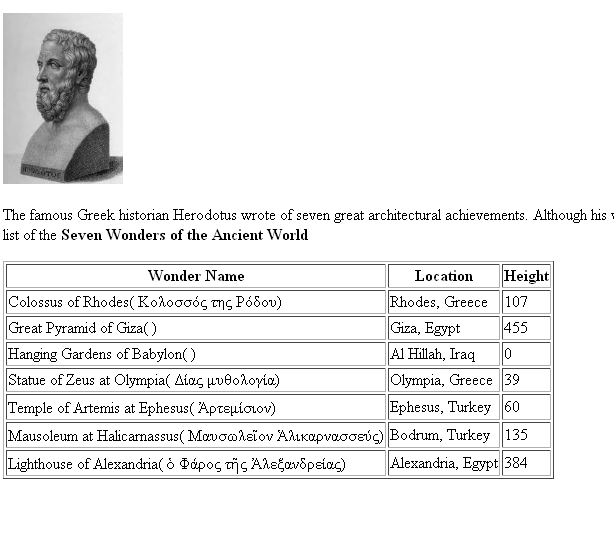 The famous Greek historian Herodotus wrote of seven great architectural achievements. Although his
list of the Seven Wonders of the Ancient World
Wonder Name Location Height
Colossus of Rhodes( Κολοσσός της Ρόδου) Rhodes, Greece 107
Great Pyramid of Giza( ) Giza, Egypt 455
Hanging Gardens of Babylon( ) Al Hillah, Iraq 0
Statue of Zeus at Olympia( Δίας μυθολογία) Olympia, Greece 39
Temple of Artemis at Ephesus( Ἀρτεμίσιον) Ephesus, Turkey 60
Mausoleum at Halicarnassus( Μαυσωλεῖον Ἁλικαρνασσεύς) Bodrum, Turkey 135
Lighthouse of Alexandria( ὁ Φάρος τῆς Ἀλεξανδρείας) Alexandria, Egypt 384